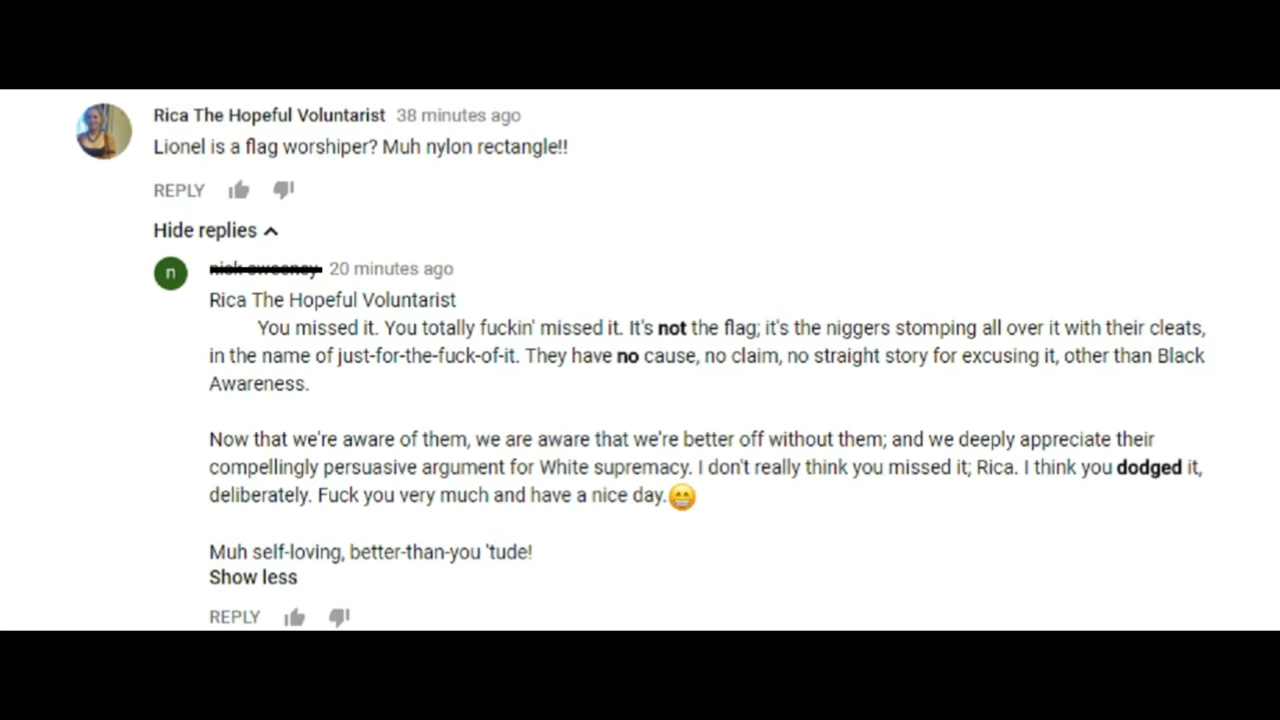 Rica The Hopeful Voluntarist 38 minutes ago
Lionel is a flag worshiper? Muh nylon rectangle!!
REPLY
Hide replies
n
20 minutes ago
Rica The Hopeful Voluntarist
You missed it. You totally fuckin' missed it. It's not the flag; it's the niggers stomping all over it with their cleats,
in the name of just-for-the-fuck-of-it. They have no cause, no claim, no straight story for excusing it, other than Black
Awareness.
Now that we're aware of them, we are aware that we're better off without them; and we deeply appreciate their
compellingly persuasive argument for White supremacy. I don't really think you missed it; Rica. I think you dodged it,
deliberately. Fuck you very much and have a nice day.😁
Muh self-loving, better-than-you 'tude!
Show less
REPLY